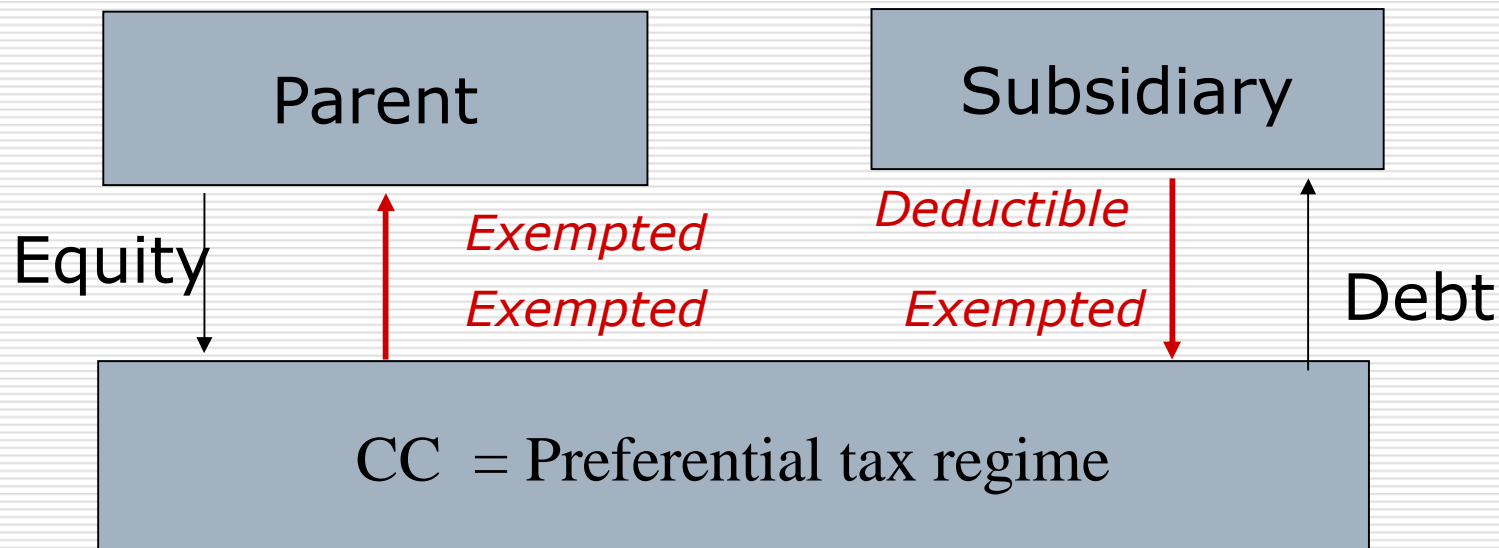 Parent
Subsidiary
Equity
Exempted
Exempted
Deductible
Exempted
Debt
CC = Preferential tax regime